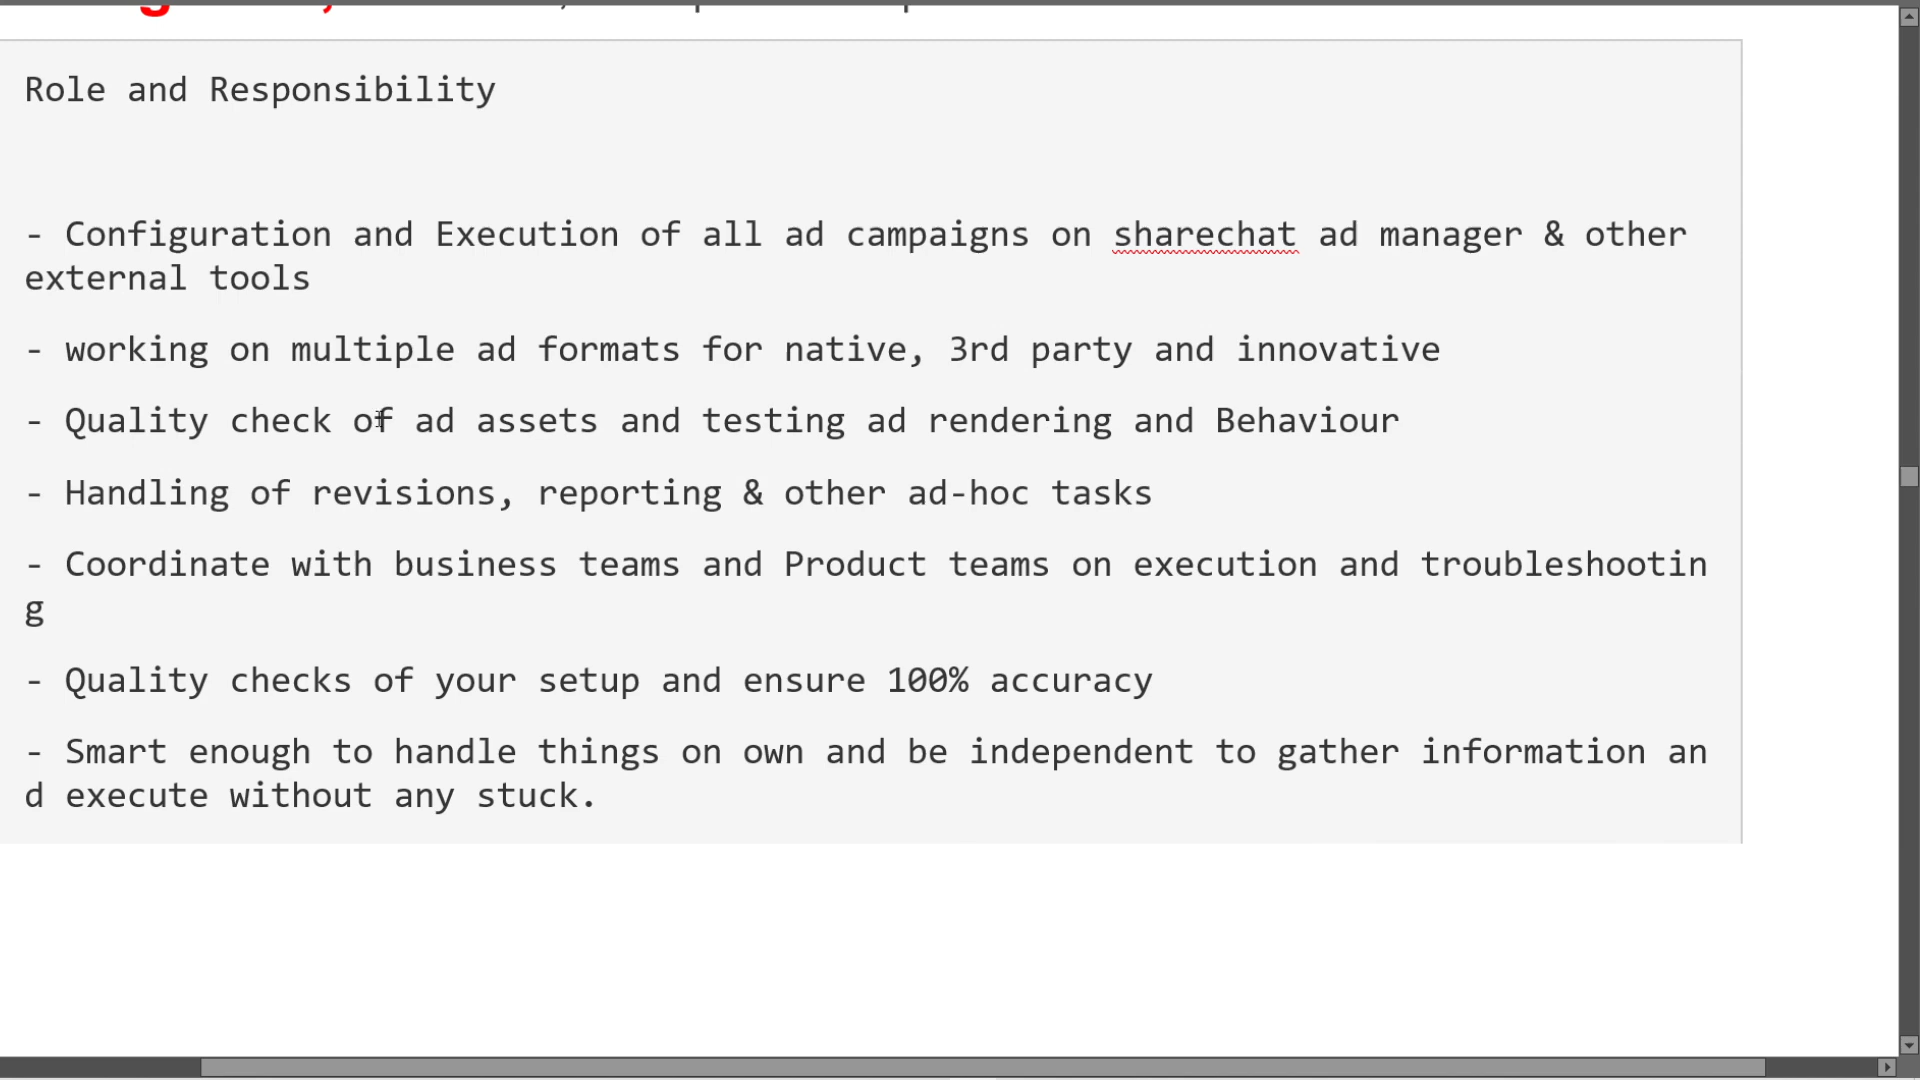 Role and Responsibility
- Configuration and Execution of all ad campaigns on sharechat ad manager & other
external tools
- working on multiple ad formats for native, 3rd party and innovative
- Quality check of ad assets and testing ad rendering and Behaviour
- Handling of revisions, reporting & other ad-hoc tasks
- Coordinate with business teams and Product teams on execution and troubleshootin
g
- Quality checks of your setup and ensure 100% accuracy
- Smart enough to handle things on own and be independent to gather information an
d execute without any stuck.